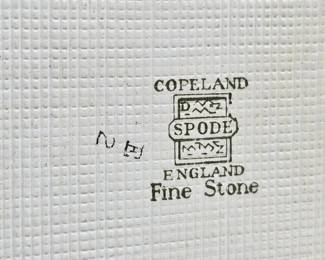 COPELAND
SPODE
ENGLAND
Fine Stone